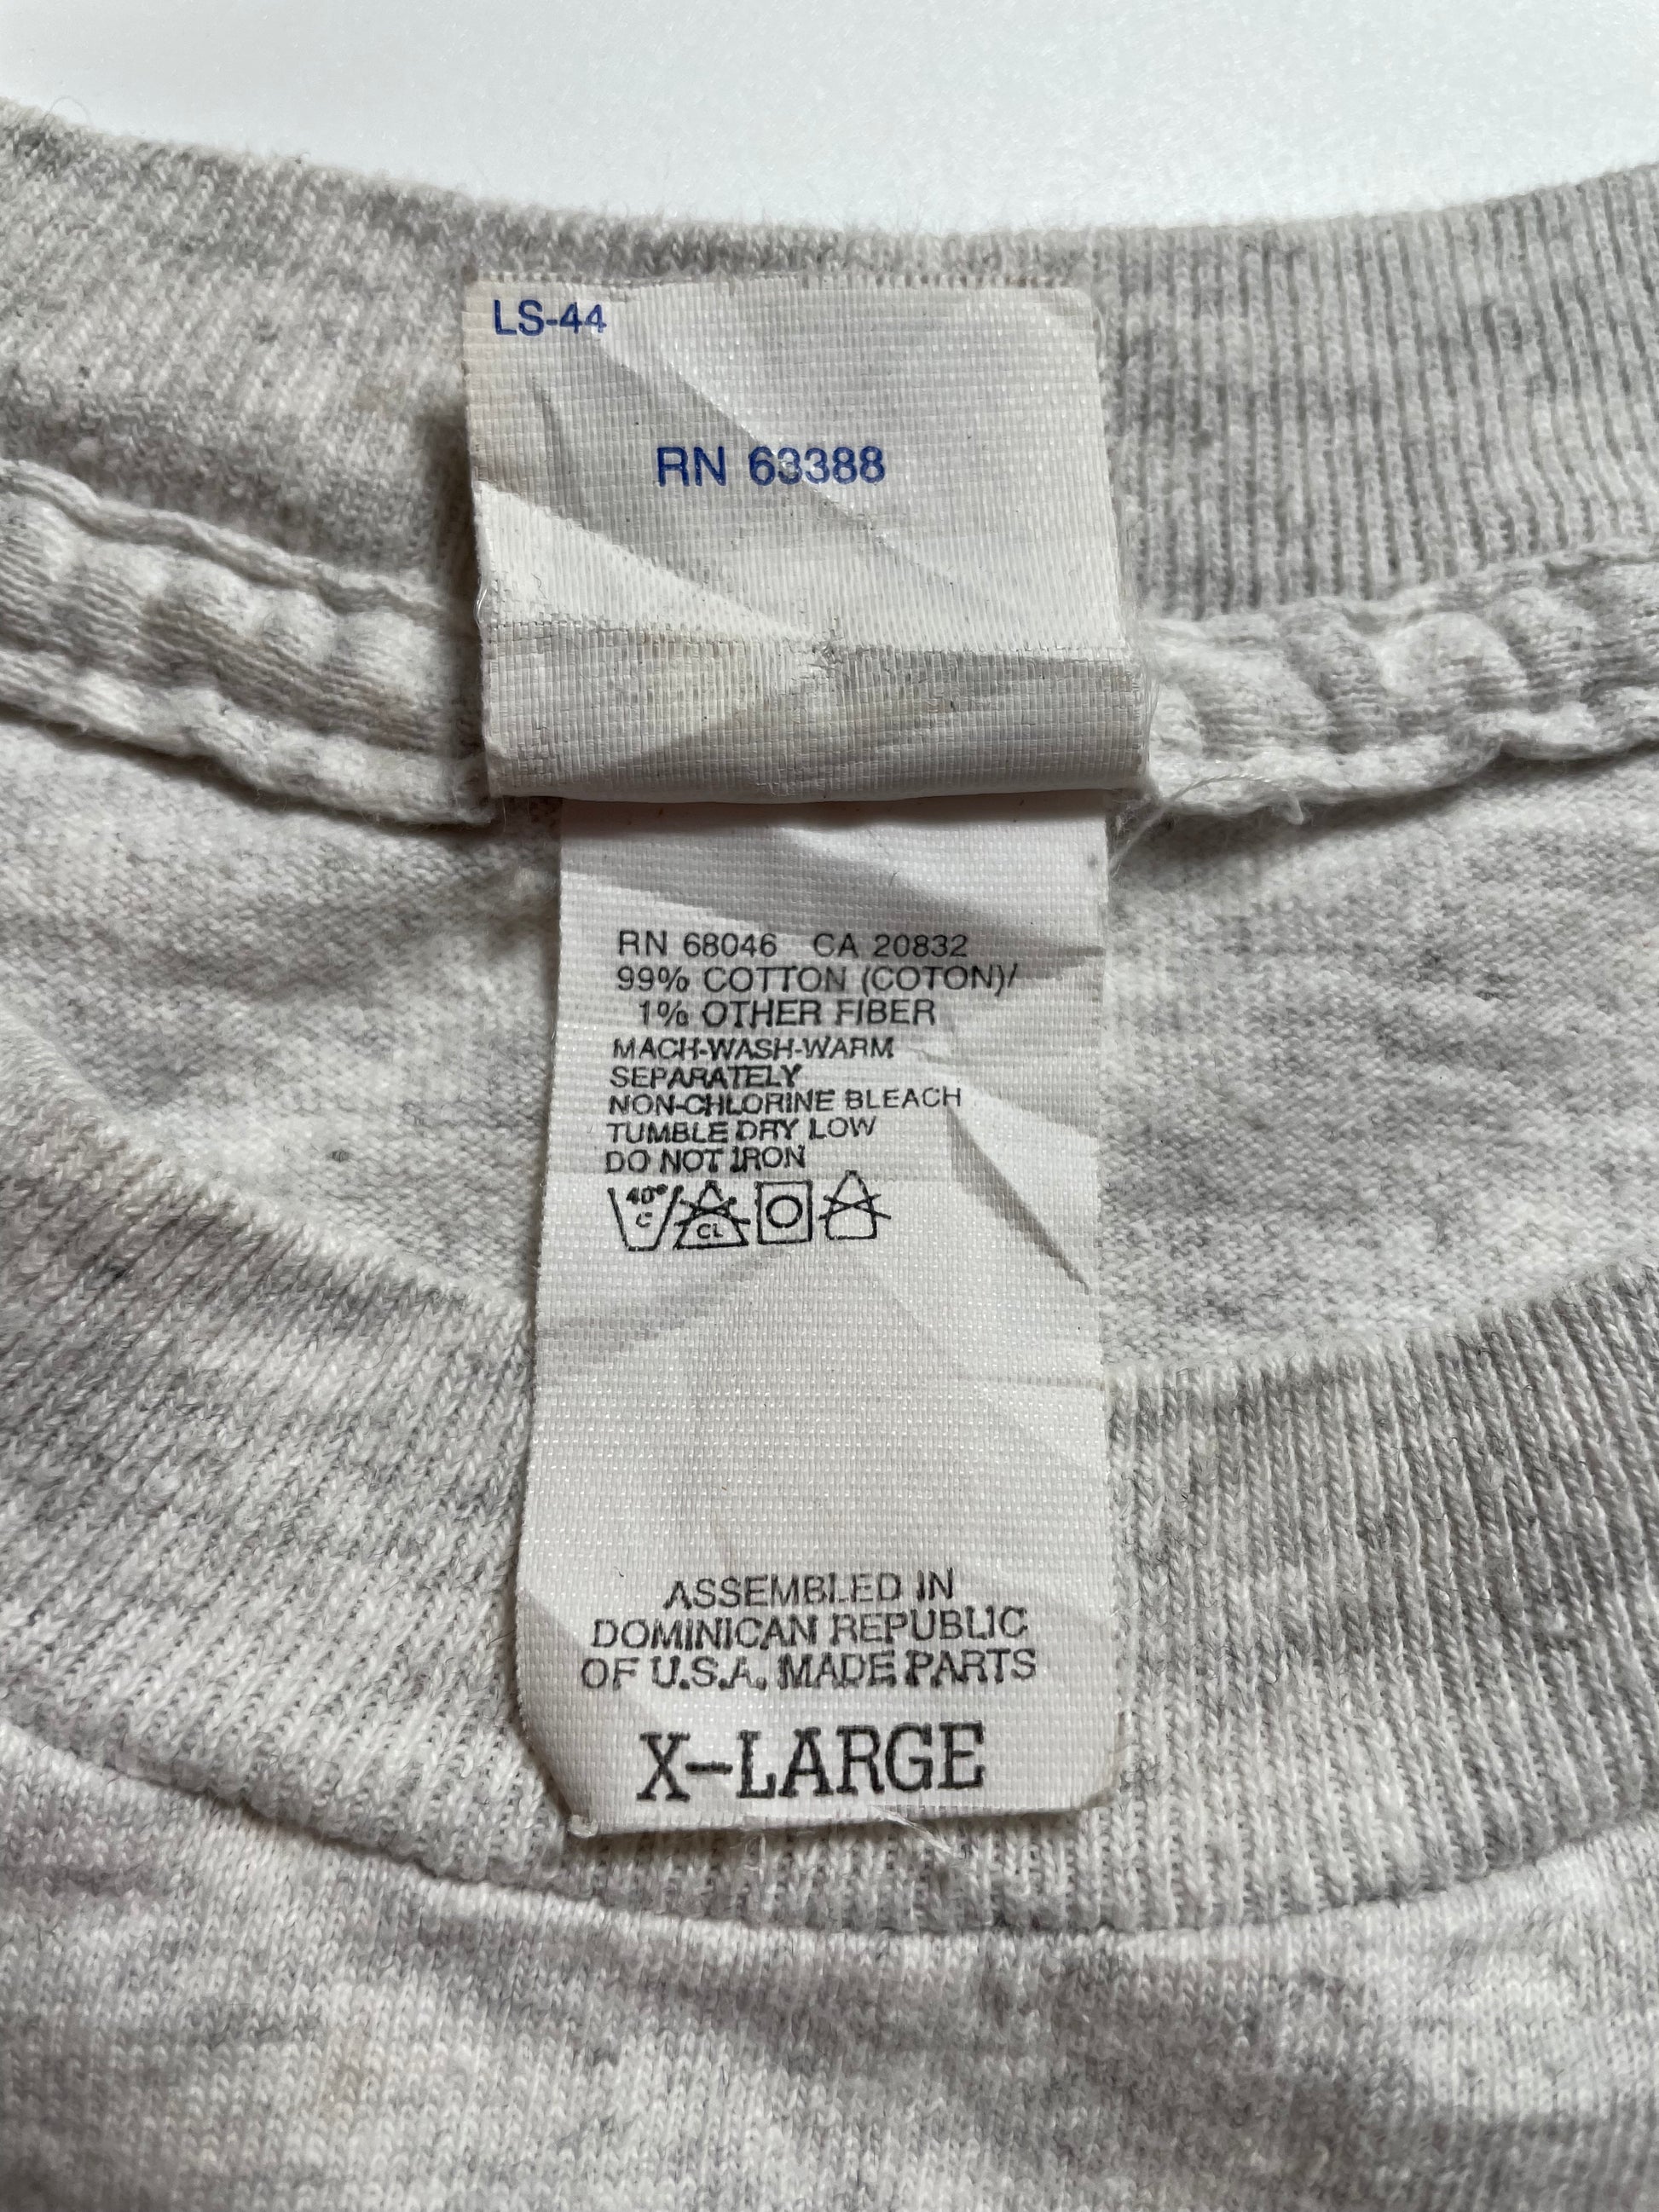 LS-44
RN 63388
RN 68046 CA 20832
99% COTTON (COTON)/
1% OTHER FIBER
MACH-WASH-WARM
SEPARATELY
NON-CHLORINE BLEACH
TUMBLE DRY LOW
DO NOT IRON
40° C CL
ASSEMBLED IN
DOMINICAN REPUBLIC
OF U.S.A. MADE PARTS
X-LARGE